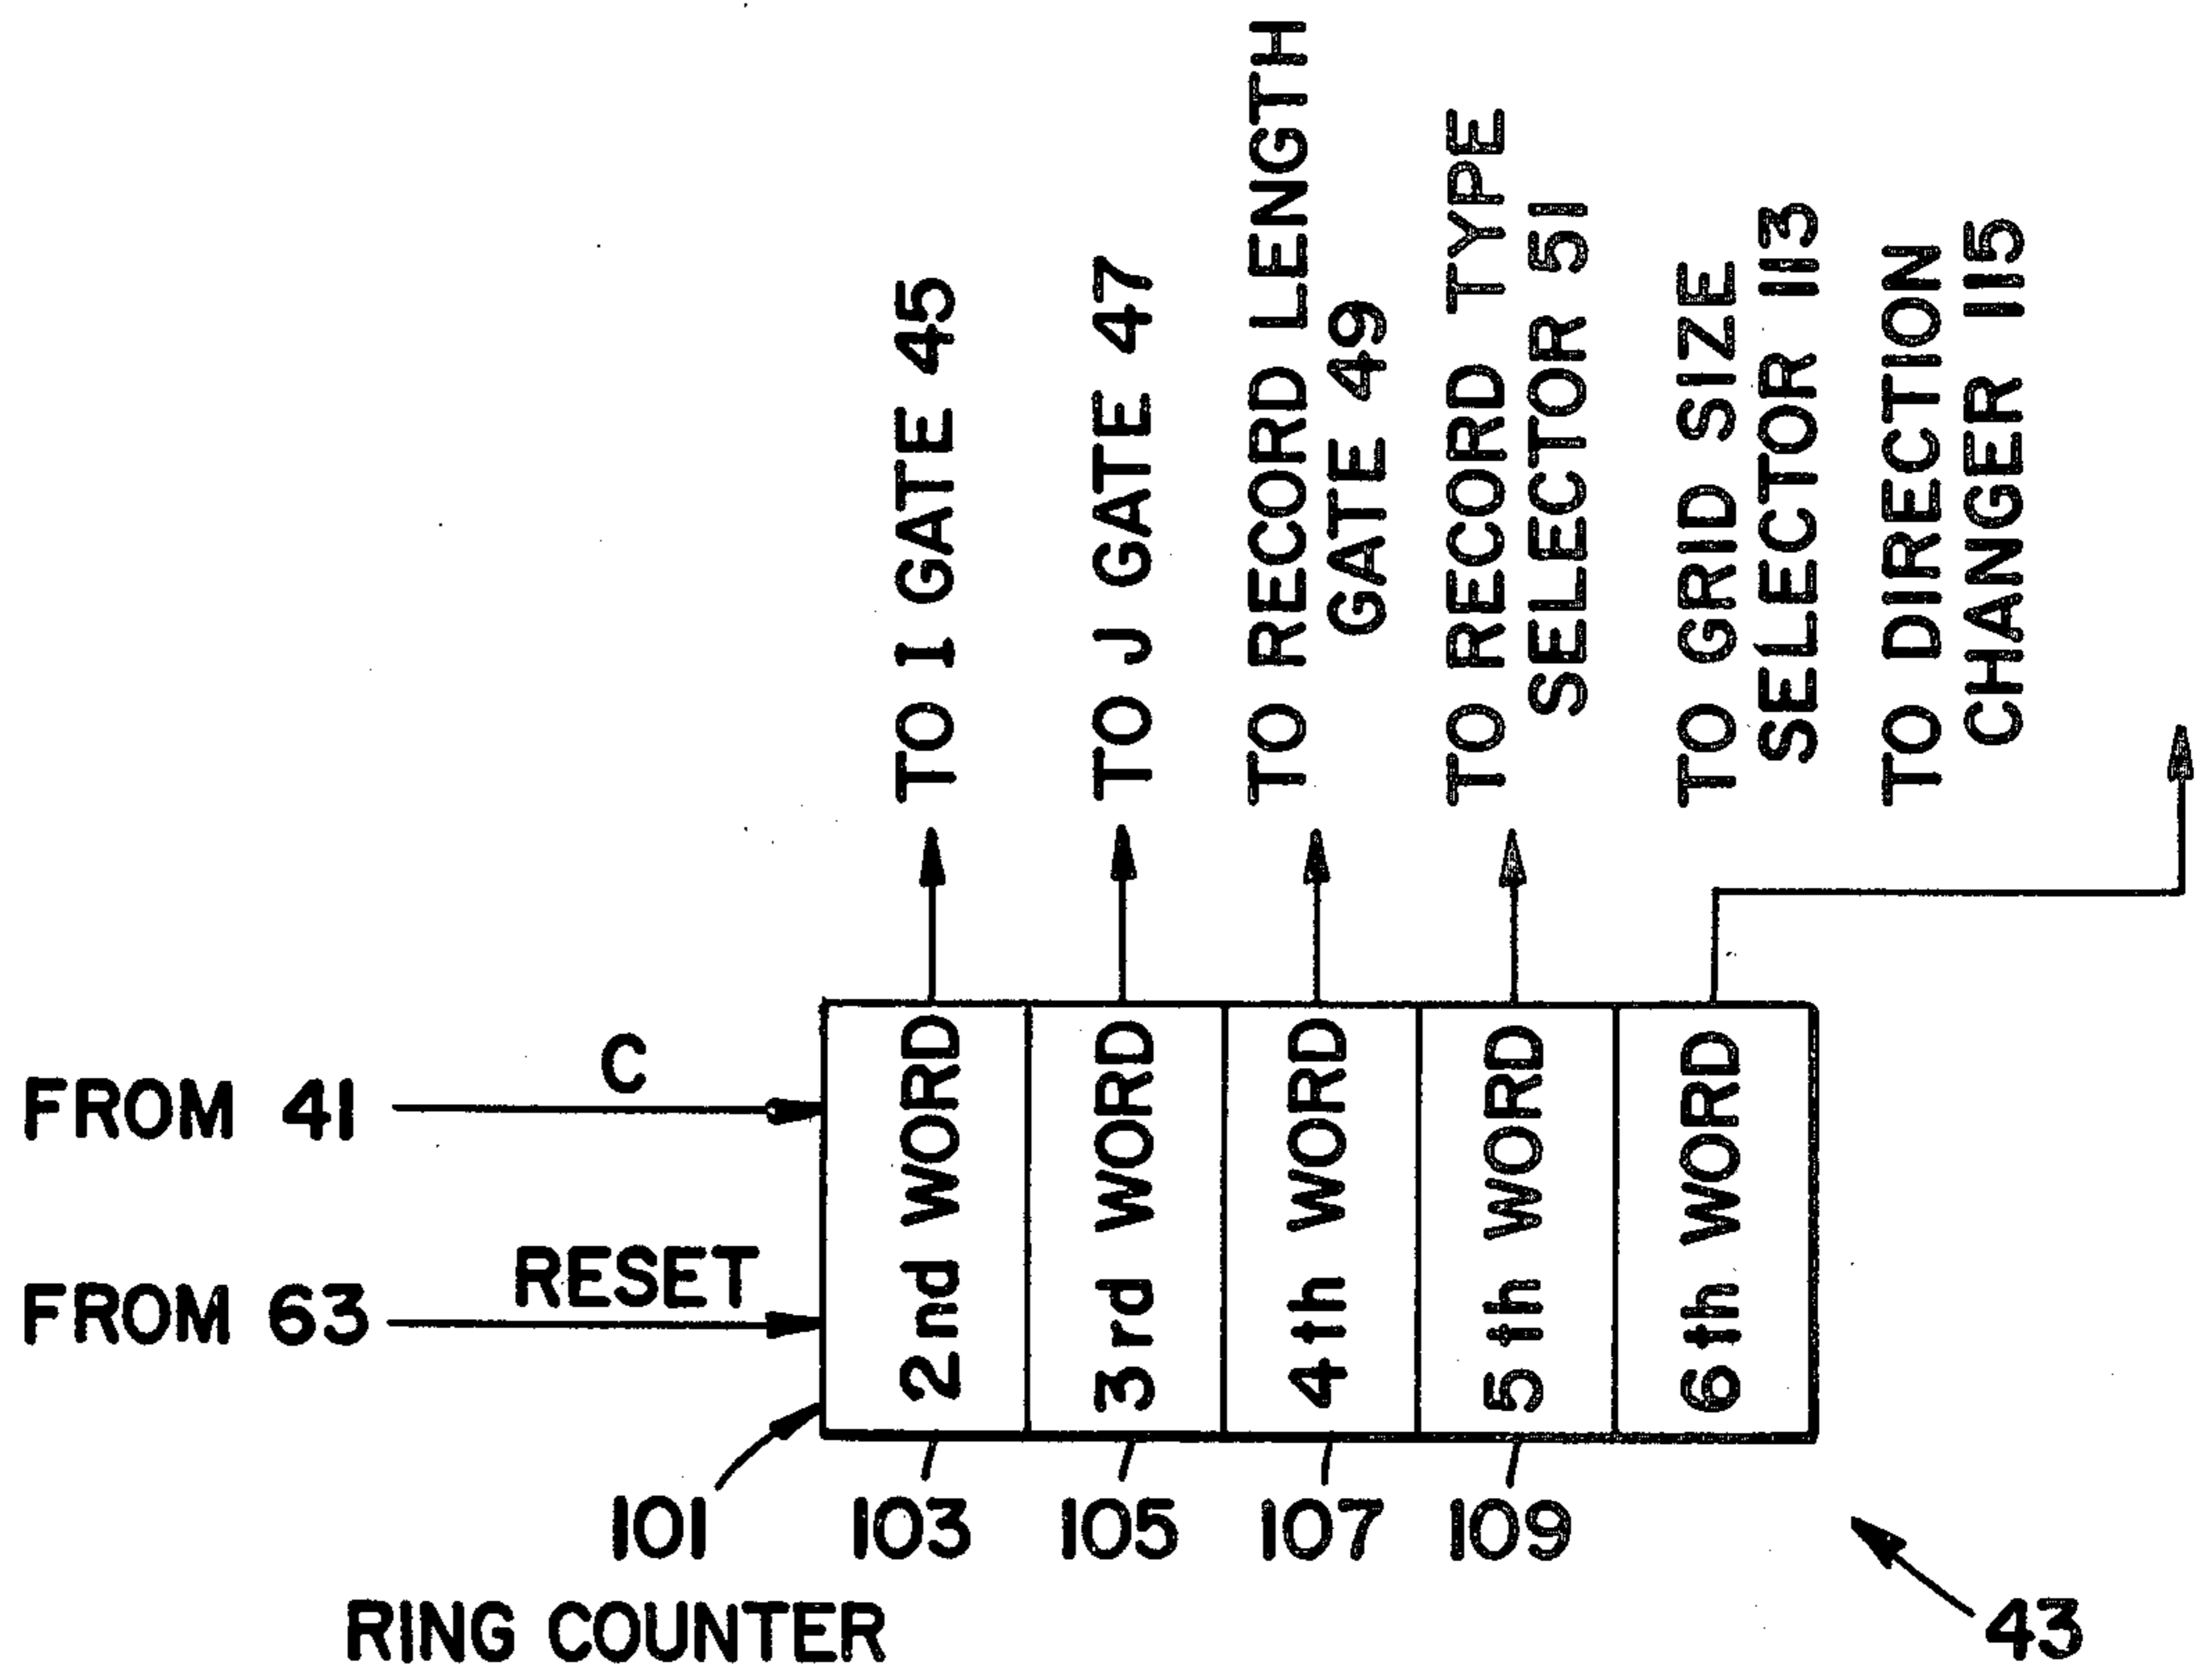 TO I GATE 45
TO J GATE 47
TO RECORD LENGTH
GATE 49
TO RECORD TYPE
SELECTOR 51
TO GRID SIZE
SELECTOR 113
TO DIRECTION
CHANGER 115
FROM 41
C
FROM 63
RESET
2nd WORD
3rd WORD
4th WORD
5th WORD
6th WORD
101
103
105
107
109
RING COUNTER
43